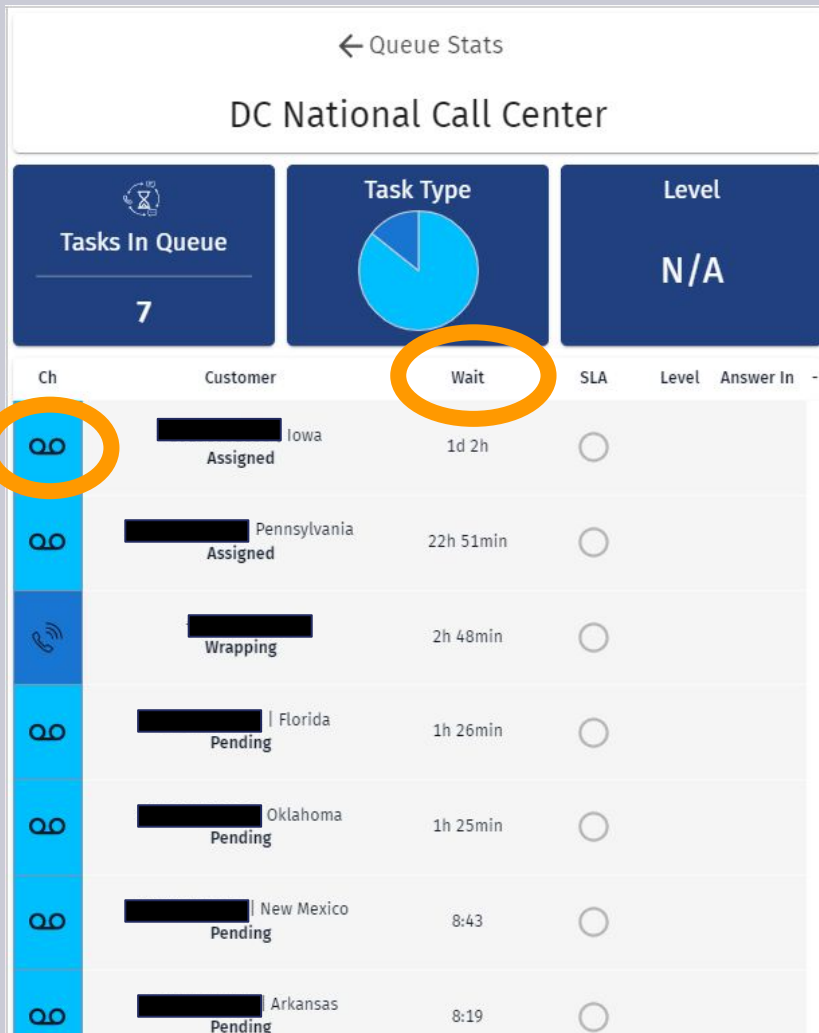 Queue Stats
DC National Call Center
Tasks In Queue
7
Task Type
Level
N/A
Ch Customer Wait SLA Level Answer In -
Iowa
Assigned
1d 2h
Pennsylvania
Assigned
22h 51min
Wrapping
2h 48min
| Florida
Pending
1h 26min
Oklahoma
Pending
1h 25min
| New Mexico
Pending
8:43
| Arkansas
Pending
8:19